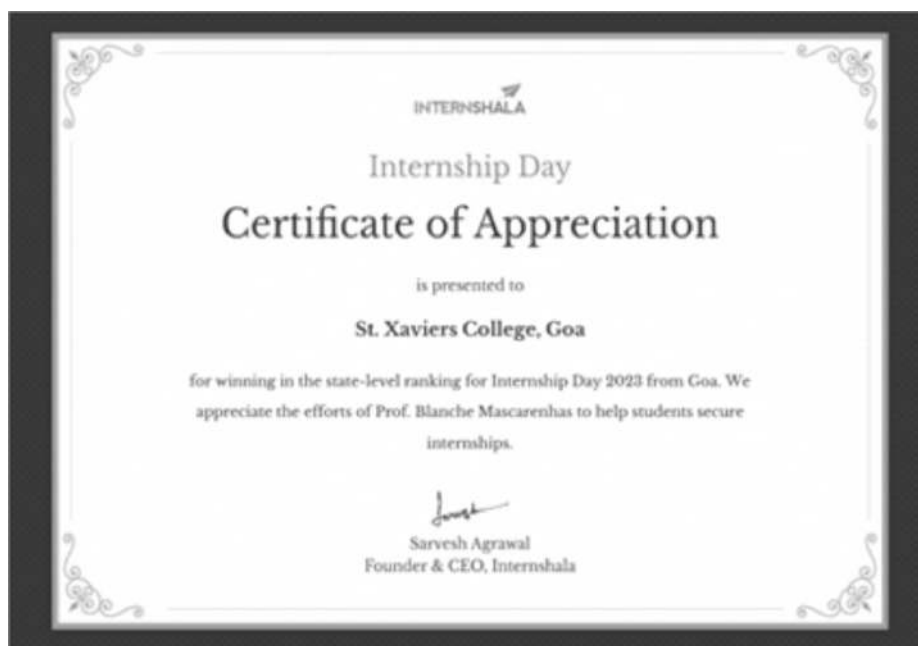 INTERNSHALA
Internship Day
Certificate of Appreciation
is presented to
St. Xaviers College, Goa
for winning in the state-level ranking for Internship Day 2023 from Goa. We
appreciate the efforts of Prof. Blanche Mascarenhas to help students secure
internships.
Sarvesh
Sarvesh Agrawal
Founder & CEO, Internshala